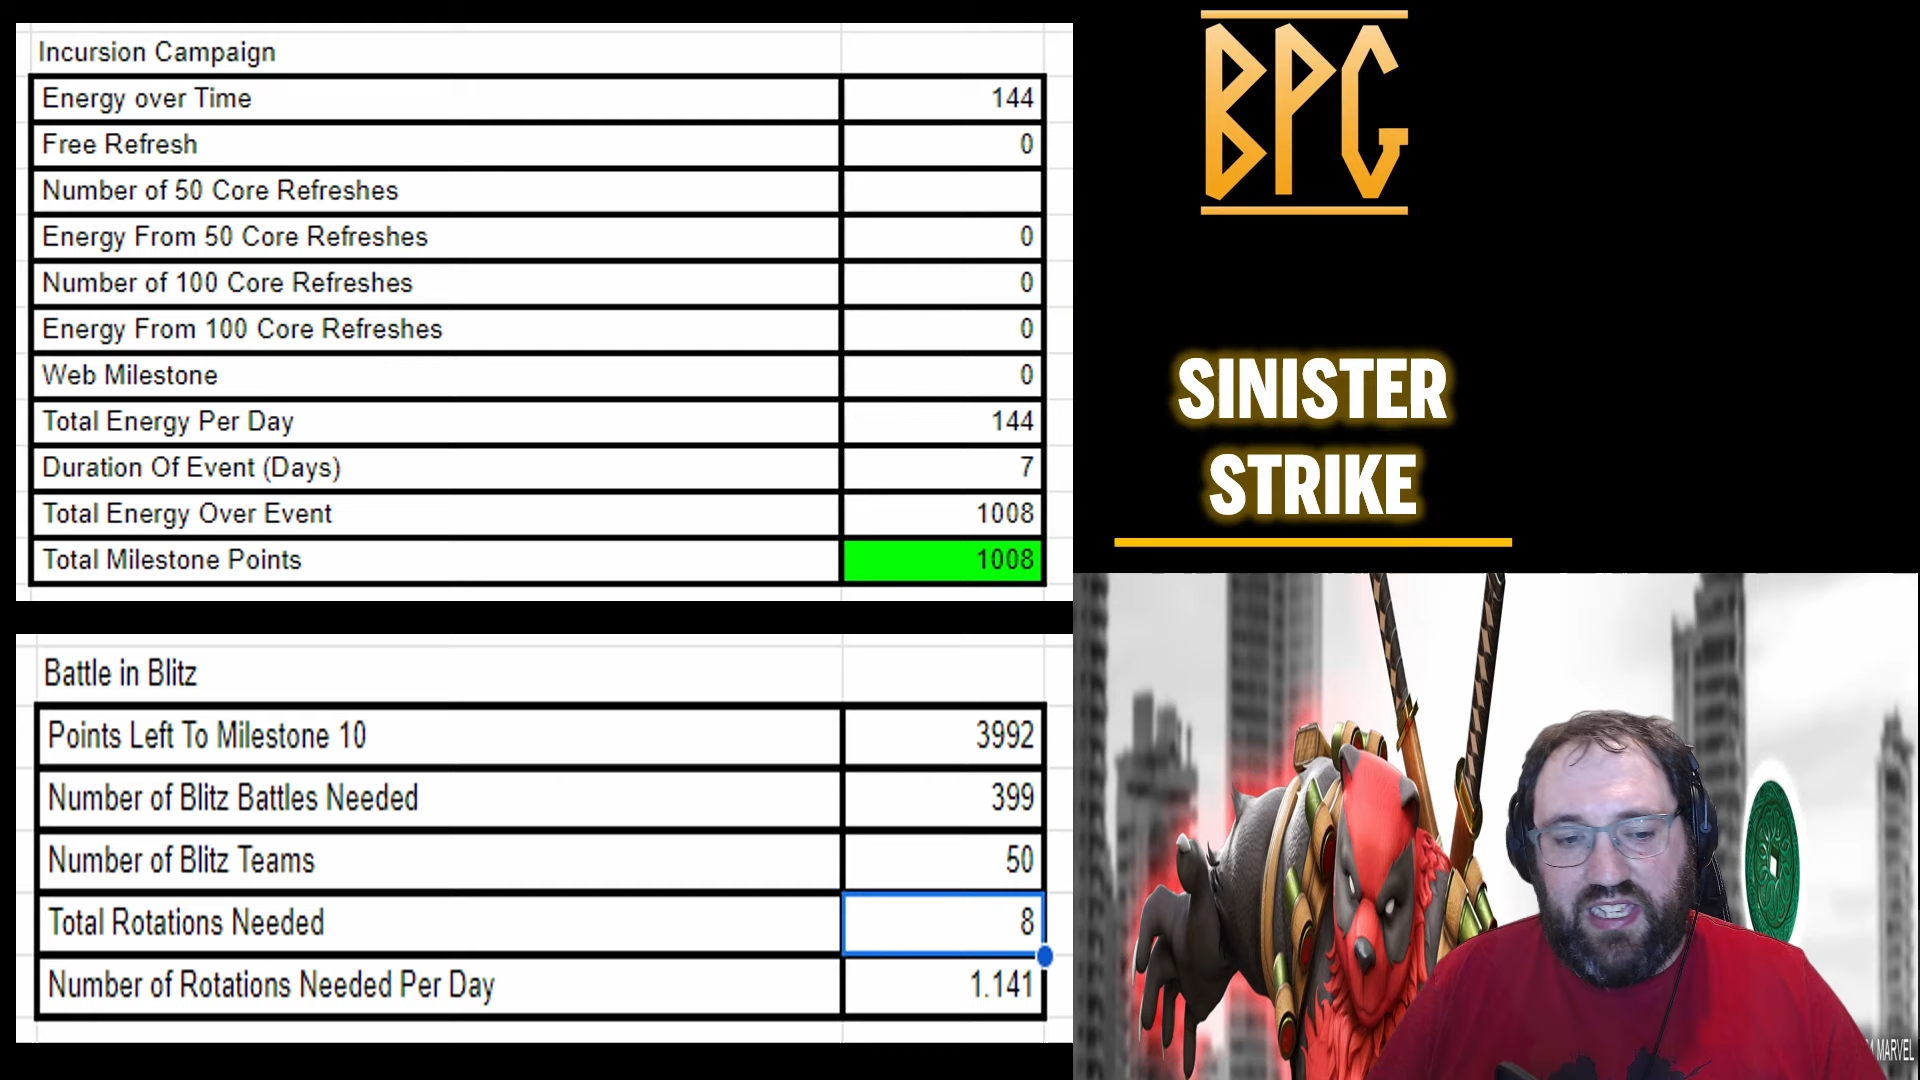 Incursion Campaign
Energy over Time 144
Free Refresh 0
Number of 50 Core Refreshes
Energy From 50 Core Refreshes 0
Number of 100 Core Refreshes 0
Energy From 100 Core Refreshes 0
Web Milestone 0
Total Energy Per Day 144
Duration Of Event (Days) 7
Total Energy Over Event 1008
Total Milestone Points 1008
Battle in Blitz
Points Left To Milestone 10 3992
Number of Blitz Battles Needed 399
Number of Blitz Teams 50
Total Rotations Needed 8
Number of Rotations Needed Per Day 1.141
BPG
SINISTER
STRIKE
MARVEL